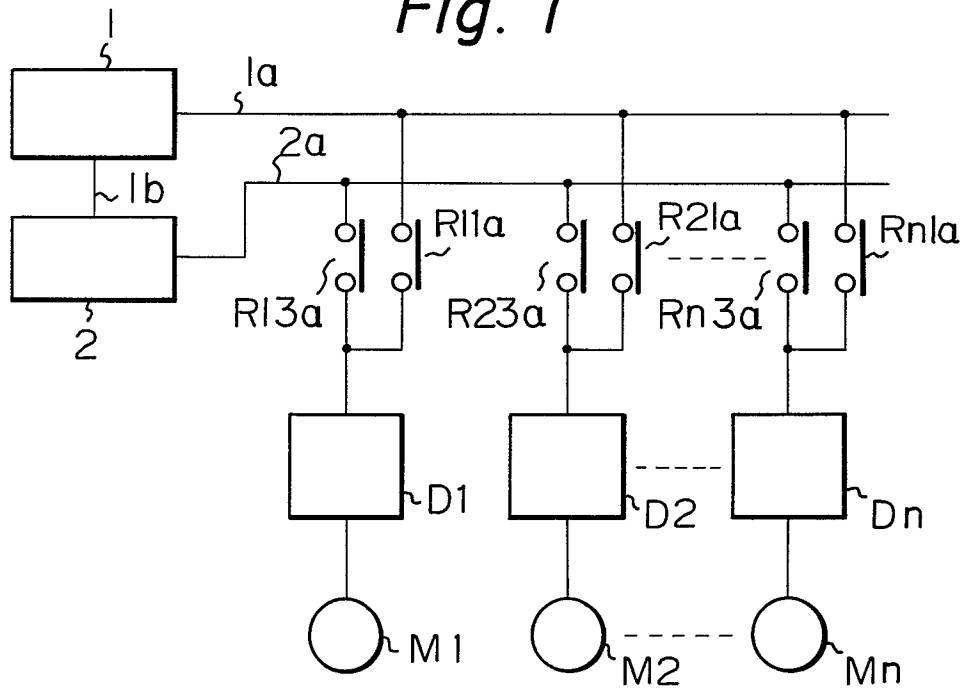 Fig. 1
1
1a
2a
1b
R11a
R21a
Rn1a
R13a
R23a
Rn3a
2
D1
D2
Dn
M1
M2
Mn